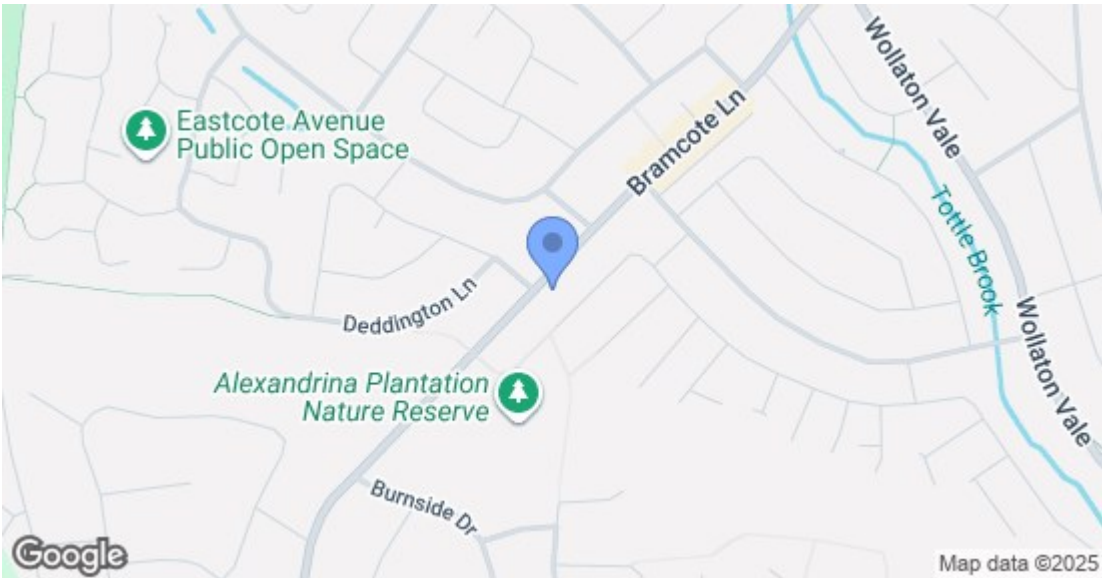 Wollaton Vale
Bramcote Ln
Eastcote Avenue
Public Open Space
Tottle Brook
Deddington Ln
Wollaton Vale
Alexandrina Plantation
Nature Reserve
Burnside Dr
Google
Map data ©2025